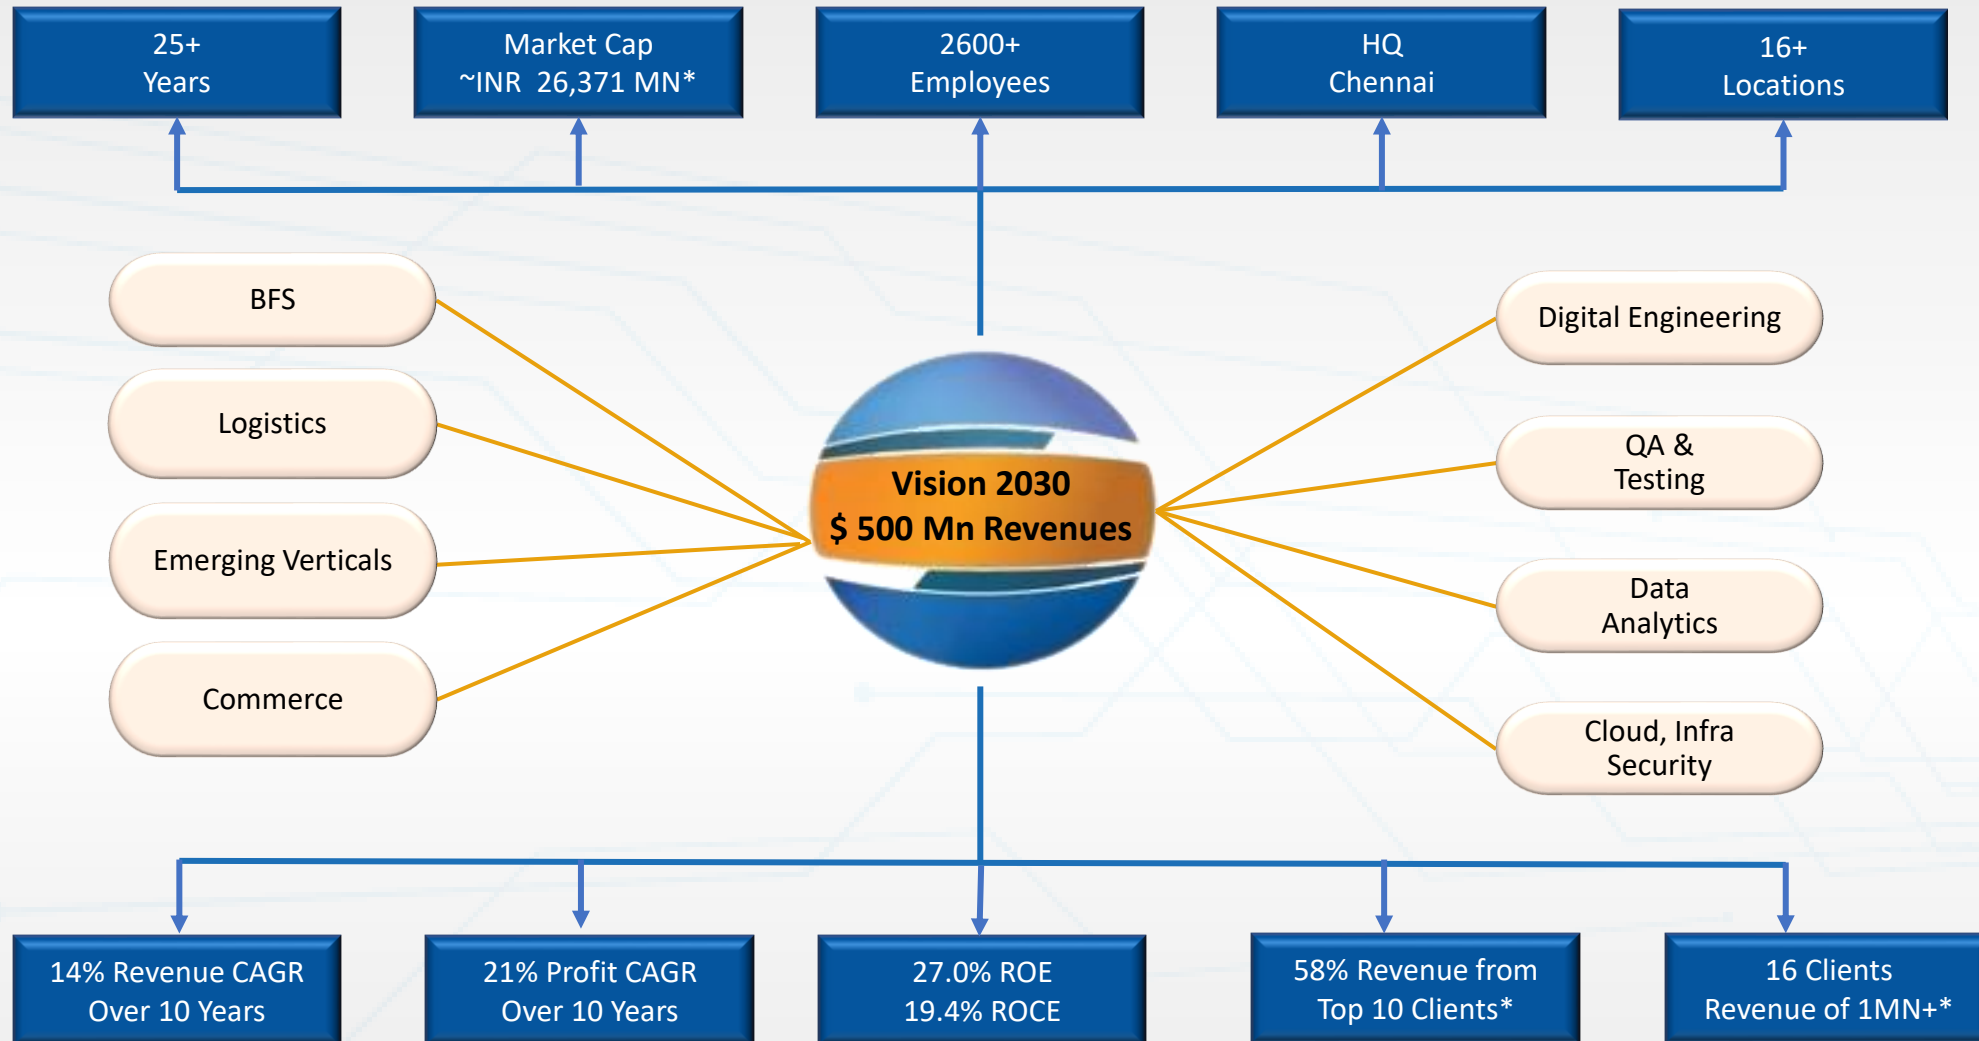 25+
Years
Market Cap
~INR 26,371 MN*
2600+
Employees
HQ
Chennai
16+
Locations
BFS
Logistics
Emerging Verticals
Commerce
Vision 2030
$ 500 Mn Revenues
Digital Engineering
QA &
Testing
Data
Analytics
Cloud, Infra
Security
14% Revenue CAGR
Over 10 Years
21% Profit CAGR
Over 10 Years
27.0% ROE
19.4% ROCE
58% Revenue from
Top 10 Clients*
16 Clients
Revenue of 1MN+*